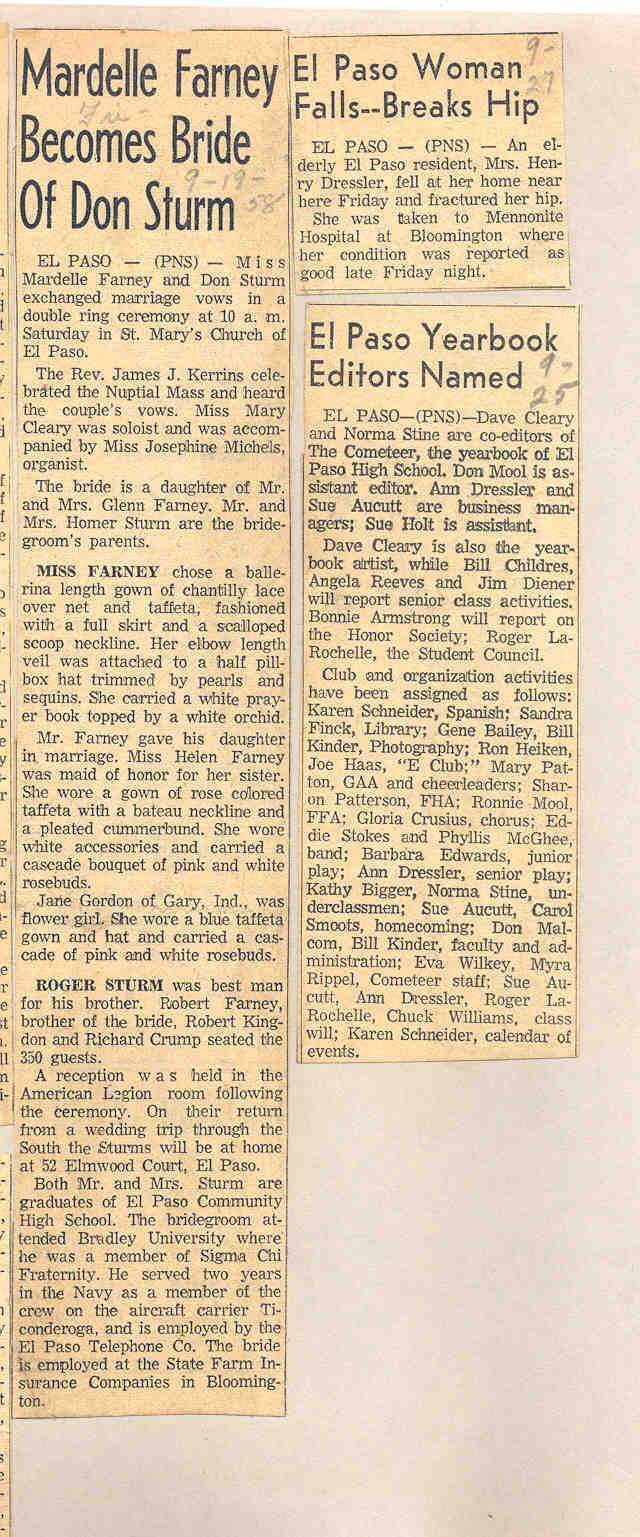 Mardelle Farney
Becomes Bride
Of Don Sturm
Fri-
9-19-
58
EL PASO — (PNS) — Miss
Mardelle Farney and Don Sturm
exchanged marriage vows in a
double ring ceremony at 10 a. m.
Saturday in St. Mary's Church of
El Paso.
The Rev. James J. Kerrins cele-
brated the Nuptial Mass and heard
the couple's vows. Miss Mary
Cleary was soloist and was accom-
panied by Miss Josephine Michels,
organist.
The bride is a daughter of Mr.
and Mrs. Glenn Farney. Mr. and
Mrs. Homer Sturm are the bride-
groom's parents.
MISS FARNEY chose a balle-
rina length gown of chantilly lace
over net and taffeta, fashioned
with a full skirt and a scalloped
scoop neckline. Her elbow length
veil was attached to a half pill-
box hat trimmed by pearls and
sequins. She carried a white pray-
er book topped by a white orchid.
Mr. Farney gave his daughter
in marriage. Miss Helen Farney
was maid of honor for her sister.
She wore a gown of rose colored
taffeta with a bateau neckline and
a pleated cummerbund. She wore
white accessories and carried a
cascade bouquet of pink and white
rosebuds.
Jane Gordon of Gary, Ind., was
flower girl. She wore a blue taffeta
gown and hat and carried a cas-
cade of pink and white rosebuds.
ROGER STURM was best man
for his brother. Robert Farney,
brother of the bride, Robert King-
don and Richard Crump seated the
350 guests.
A reception was held in the
American Legion room following
the ceremony. On their return
from a wedding trip through the
South the Sturms will be at home
at 52 Elmwood Court, El Paso.
Both Mr. and Mrs. Sturm are
graduates of El Paso Community
High School. The bridegroom at-
tended Bradley University where
he was a member of Sigma Chi
Fraternity. He served two years
in the Navy as a member of the
crew on the aircraft carrier Ti-
conderoga, and is employed by the
El Paso Telephone Co. The bride
is employed at the State Farm In-
surance Companies in Blooming-
ton.
El Paso Woman
Falls--Breaks Hip
9-
27
EL PASO — (PNS) — An el-
derly El Paso resident, Mrs. Hen-
ry Dressler, fell at her home near
here Friday and fractured her hip.
She was taken to Mennonite
Hospital at Bloomington where
her condition was reported as
good late Friday night.
El Paso Yearbook
Editors Named
9-
25
EL PASO—(PNS)—Dave Cleary
and Norma Stine are co-editors of
The Cometeer, the yearbook of El
Paso High School. Don Mool is as-
sistant editor. Ann Dressler and
Sue Aucutt are business man-
agers; Sue Holt is assistant.
Dave Cleary is also the year-
book artist, while Bill Childres,
Angela Reeves and Jim Diener
will report senior class activities.
Bonnie Armstrong will report on
the Honor Society; Roger La-
Rochelle, the Student Council.
Club and organization activities
have been assigned as follows:
Karen Schneider, Spanish; Sandra
Finck, Library; Gene Bailey, Bill
Kinder, Photography; Ron Heiken,
Joe Haas, "E Club;" Mary Pat-
ton, GAA and cheerleaders; Shar-
on Patterson, FHA; Ronnie Mool,
FFA; Gloria Crusius, chorus; Ed-
die Stokes and Phyllis McGhee,
band; Barbara Edwards, junior
play; Ann Dressler, senior play;
Kathy Bigger, Norma Stine, un-
derclassmen; Sue Aucutt, Carol
Smoots, homecoming; Don Mal-
com, Bill Kinder, faculty and ad-
ministration; Eva Wilkey, Myra
Rippel, Cometeer staff; Sue Au-
cutt, Ann Dressler, Roger La-
Rochelle, Chuck Williams, class
will; Karen Schneider, calendar of
events.